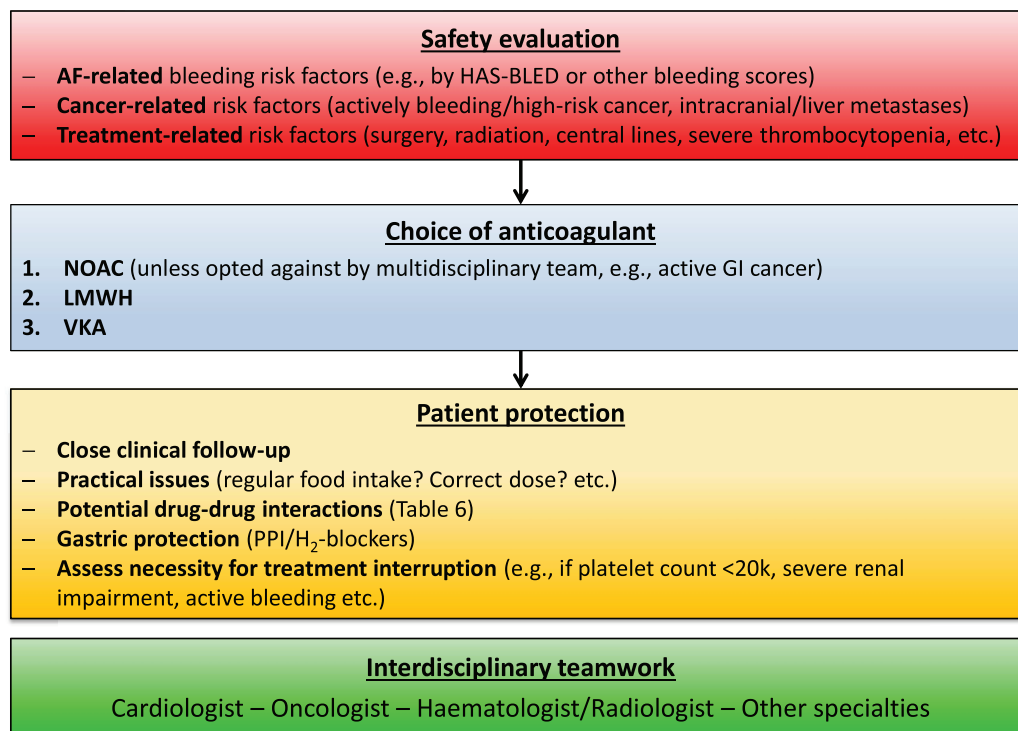 Safety evaluation
– AF-related bleeding risk factors (e.g., by HAS-BLED or other bleeding scores)
– Cancer-related risk factors (actively bleeding/high-risk cancer, intracranial/liver metastases)
– Treatment-related risk factors (surgery, radiation, central lines, severe thrombocytopenia, etc.)
Choice of anticoagulant
1. NOAC (unless opted against by multidisciplinary team, e.g., active GI cancer)
2. LMWH
3. VKA
Patient protection
– Close clinical follow-up
– Practical issues (regular food intake? Correct dose? etc.)
– Potential drug-drug interactions (Table 6)
– Gastric protection (PPI/H₂-blockers)
– Assess necessity for treatment interruption (e.g., if platelet count <20k, severe renal
impairment, active bleeding etc.)
Interdisciplinary teamwork
Cardiologist – Oncologist – Haematologist/Radiologist – Other specialties